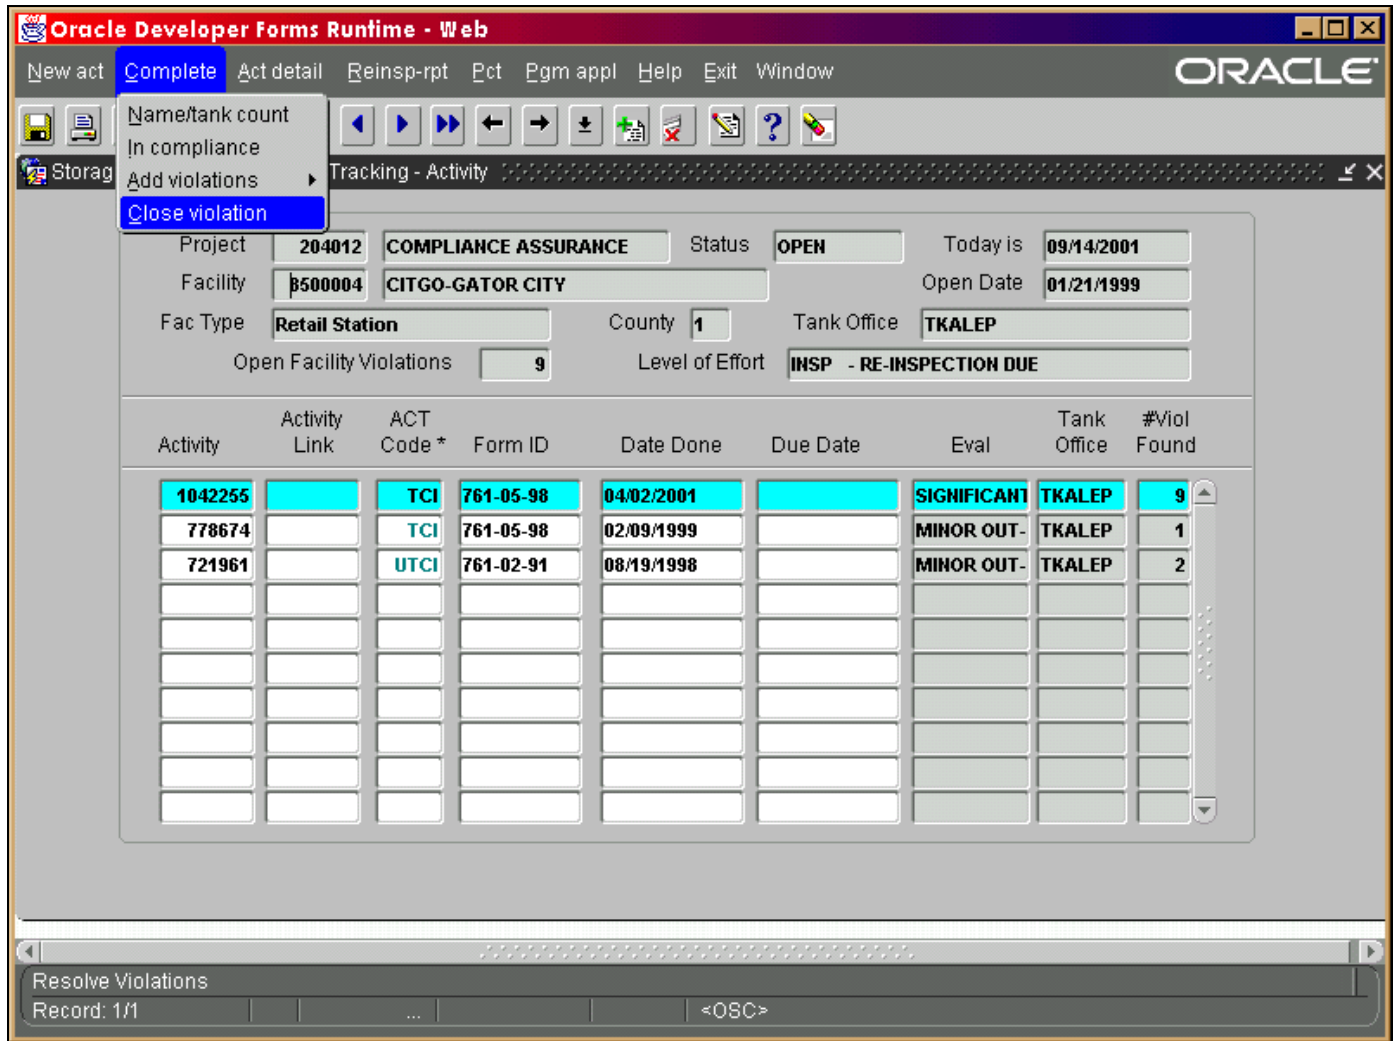 Oracle Developer Forms Runtime - Web
New act Complete Act detail Reinsp-rpt Pct Pgm appl Help Exit Window ORACLE
Name/tank count
In compliance
Add violations
Close violation
Storag Tracking - Activity
Project 204012 COMPLIANCE ASSURANCE Status OPEN Today is 09/14/2001
Facility 8500004 CITGO-GATOR CITY Open Date 01/21/1999
Fac Type Retail Station County 1 Tank Office TKALEP
Open Facility Violations 9 Level of Effort INSP - RE-INSPECTION DUE
Activity ACT Tank #Viol
Activity Link Code * Form ID Date Done Due Date Eval Office Found
1042255 TCI 761-05-98 04/02/2001 SIGNIFICANT TKALEP 9
778674 TCI 761-05-98 02/09/1999 MINOR OUT- TKALEP 1
721961 UTCI 761-02-91 08/19/1998 MINOR OUT- TKALEP 2
Resolve Violations
Record: 1/1 ... <OSC>